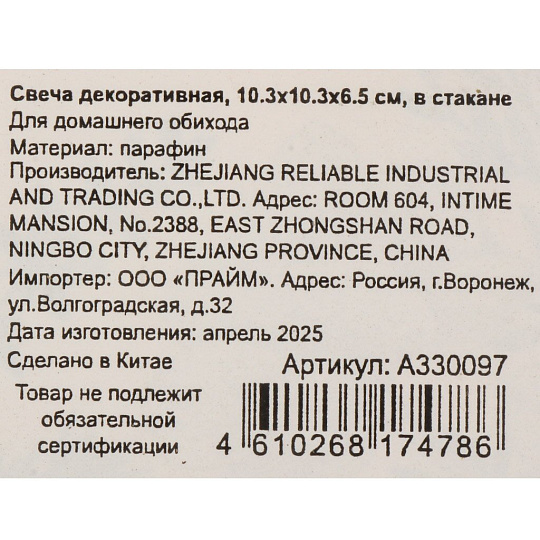 Свеча декоративная, 10.3х10.3х6.5 см, в стакане
Для домашнего обихода
Материал: парафин
Производитель: ZHEJIANG RELIABLE INDUSTRIAL
AND TRADING CO.,LTD. Адрес: ROOM 604, INTIME
MANSION, No.2388, EAST ZHONGSHAN ROAD,
NINGBO CITY, ZHEJIANG PROVINCE, CHINA
Импортер: ООО «ПРАЙМ». Адрес: Россия, г.Воронеж,
ул.Волгоградская, д.32
Дата изготовления: апрель 2025
Сделано в Китае
Артикул: А330097
Товар не подлежит
обязательной
сертификации
4 610268 174786